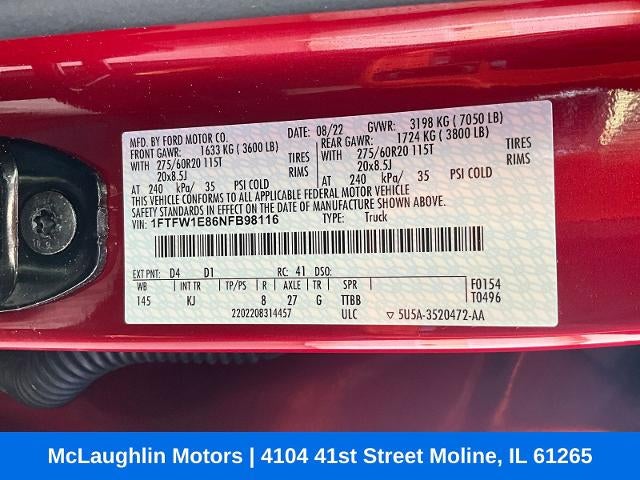 MFD. BY FORD MOTOR CO. DATE: 08/22 GVWR: 3198 KG ( 7050 LB)
FRONT GAWR: 1633 KG ( 3600 LB) REAR GAWR: 1724 KG ( 3800 LB)
WITH 275/60R20 115T TIRES WITH 275/60R20 115T TIRES
20x8.5J RIMS 20x8.5J RIMS
AT 240 kPa/ 35 PSI COLD AT 240 kPa/ 35 PSI COLD
THIS VEHICLE CONFORMS TO ALL APPLICABLE FEDERAL MOTOR VEHICLE
SAFETY STANDARDS IN EFFECT ON THE DATE OF MANUFACTURE SHOWN ABOVE.
VIN: 1FTFW1E86NFB98116 TYPE: Truck
EXT PNT: D4 D1 RC: 41 DSO:
WB INT TR TP/PS R AXLE TR SPR F0154
145 KJ 8 27 G TTBB T0496
2202208314457 ULC 5U5A-3520472-AA
McLaughlin Motors | 4104 41st Street Moline, IL 61265